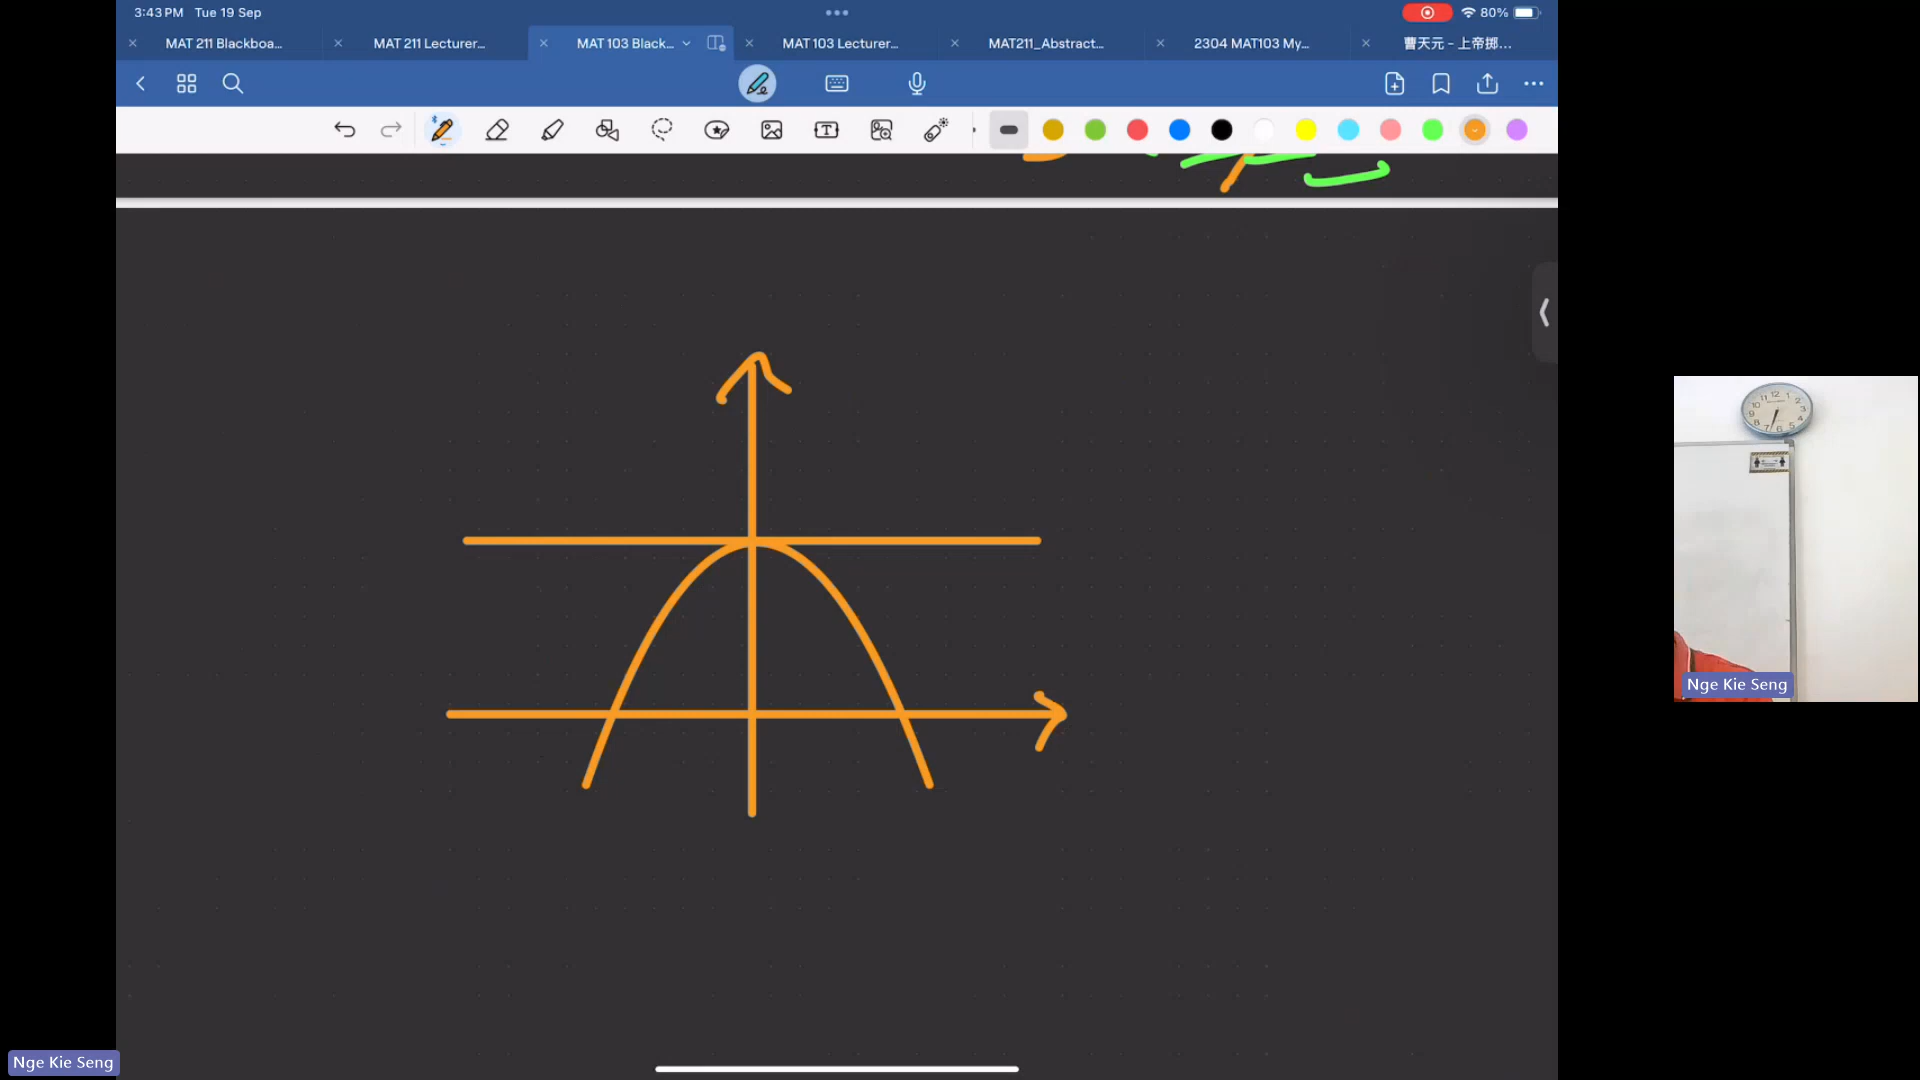 3:43 PM Tue 19 Sep
80%
MAT 211 Blackboa...
MAT 211 Lecturer...
MAT 103 Black...
MAT 103 Lecturer...
MAT211_Abstract...
2304 MAT103 My...
曹天元 - 上帝掷...
Nge Kie Seng
Nge Kie Seng